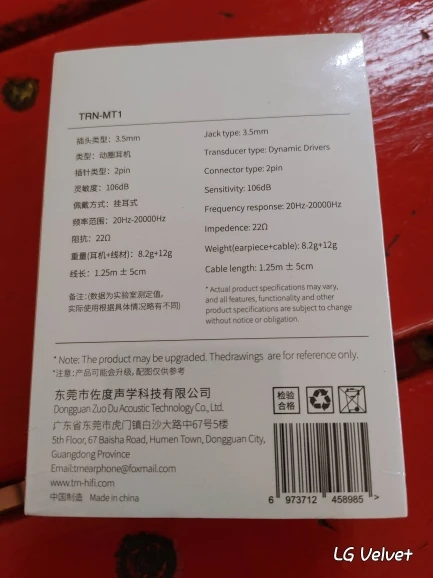 TRN-MT1
插头类型：3.5mm
类型：动圈耳机
插针类型：2pin
灵敏度：106dB
佩戴方式：挂耳式
频率范围：20Hz-20000Hz
阻抗：22Ω
重量(耳机+线材)：8.2g+12g
线长：1.25m ± 5cm
备注：(数据为实验室测定值，
实际使用根据具体情况略有不同)
Jack type: 3.5mm
Transducer type: Dynamic Drivers
Connector type: 2pin
Sensitivity: 106dB
Frequency response: 20Hz-20000Hz
Impedance: 22Ω
Weight(earpiece+cable): 8.2g+12g
Cable length: 1.25m ± 5cm
* Actual product specifications may vary,
and all features, functionality and other
product specifications are subject to change
without notice or obligation.
* Note: The product may be upgraded. Thedrawings are for reference only.
*注意：产品可能会升级，配图仅供参考
东莞市佐度声学科技有限公司
Dongguan Zuo Du Acoustic Technology Co., Ltd.
广东省东莞市虎门镇白沙大路中67号5楼
5th Floor, 67 Baisha Road, Humen Town, Dongguan City,
Guangdong Province
Email:trnearphone@foxmail.com
www.trn-hifi.com
中国制造 Made in china
检验
合格
6 973712 458985 >
LG Velvet